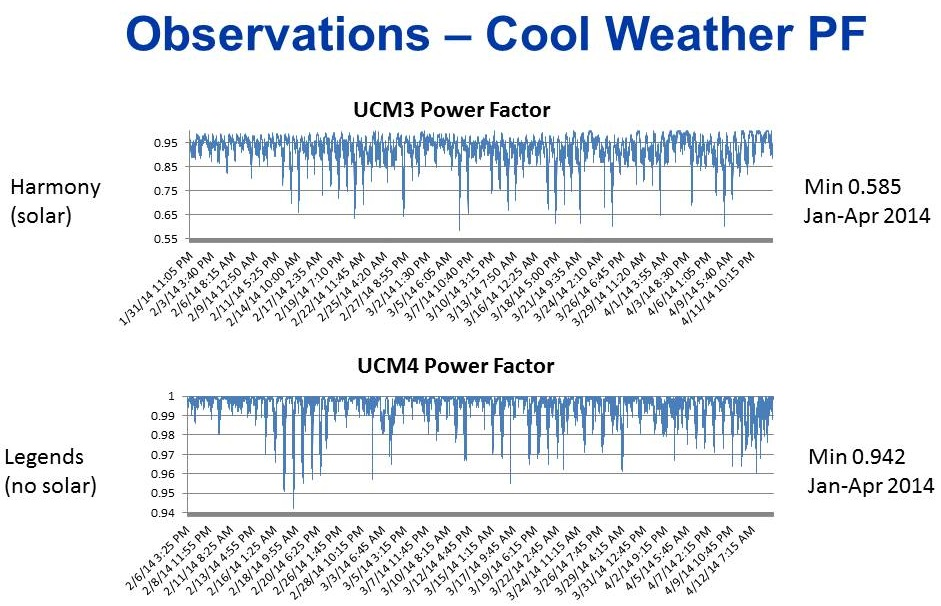 Observations – Cool Weather PF
UCM3 Power Factor
Harmony
(solar)
0.95
0.85
0.75
0.65
0.55
1/31/14 11:05 PM
2/3/14 3:40 PM
2/6/14 8:15 AM
2/9/14 12:50 AM
2/11/14 5:25 PM
2/14/14 10:00 AM
2/17/14 2:35 AM
2/19/14 7:10 PM
2/22/14 11:45 AM
2/25/14 4:20 AM
2/27/14 8:55 PM
3/2/14 1:30 PM
3/5/14 6:05 AM
3/7/14 10:40 PM
3/10/14 3:15 PM
3/13/14 7:50 AM
3/16/14 12:25 AM
3/18/14 5:00 PM
3/21/14 9:35 AM
3/24/14 2:10 AM
3/26/14 6:45 PM
3/29/14 11:20 AM
4/1/14 3:55 AM
4/3/14 8:30 PM
4/6/14 1:05 PM
4/9/14 5:40 AM
4/11/14 10:15 PM
Min 0.585
Jan-Apr 2014
UCM4 Power Factor
Legends
(no solar)
1
0.99
0.98
0.97
0.96
0.95
0.94
2/6/14 3:25 PM
2/8/14 11:55 PM
2/11/14 8:25 AM
2/13/14 4:55 PM
2/16/14 1:25 AM
2/18/14 9:55 AM
2/20/14 6:25 PM
2/26/14 1:45 PM
2/28/14 10:15 PM
3/3/14 6:45 AM
3/5/14 3:15 PM
3/7/14 11:45 PM
3/10/14 8:15 AM
3/12/14 4:45 PM
3/15/14 1:15 AM
3/17/14 9:45 AM
3/19/14 6:15 PM
3/22/14 2:45 AM
3/24/14 11:15 AM
3/26/14 7:45 PM
3/29/14 4:15 AM
3/31/14 12:45 PM
4/2/14 9:15 PM
4/5/14 5:45 AM
4/7/14 2:15 PM
4/9/14 10:45 PM
4/12/14 7:15 AM
Min 0.942
Jan-Apr 2014